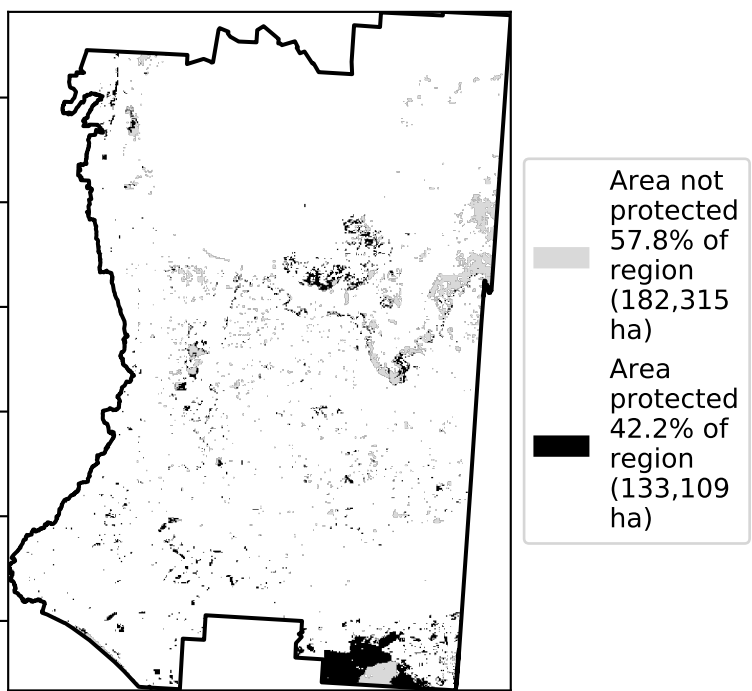 Area not
protected
57.8% of
region
(182,315
ha)
Area
protected
42.2% of
region
(133,109
ha)